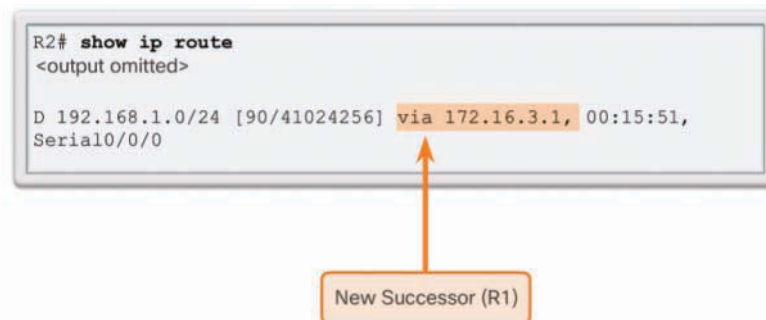 R2# show ip route
<output omitted>
D 192.168.1.0/24 [90/41024256] via 172.16.3.1, 00:15:51,
Serial0/0/0
New Successor (R1)